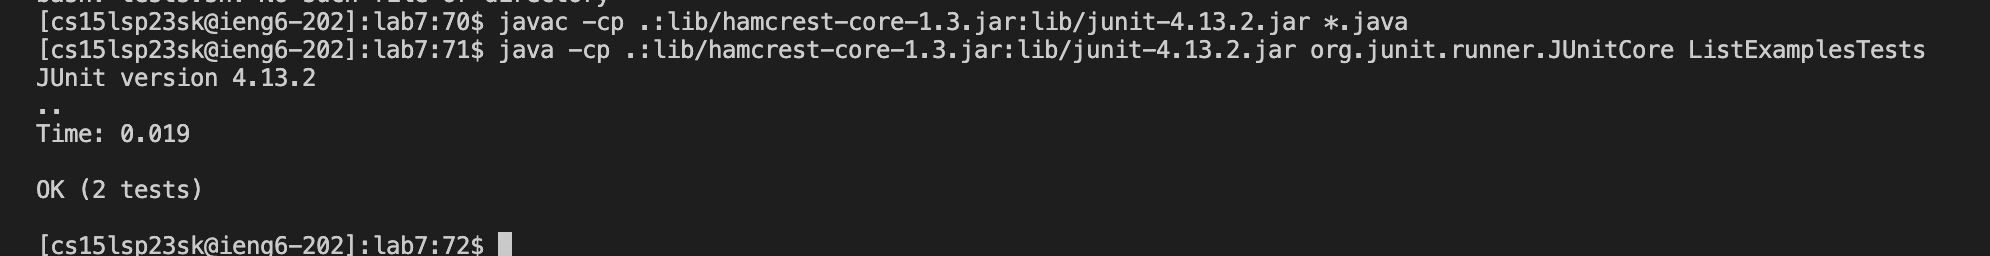 [cs15lsp23sk@ieng6-202]:lab7:70$ javac -cp .:lib/hamcrest-core-1.3.jar:lib/junit-4.13.2.jar *.java
[cs15lsp23sk@ieng6-202]:lab7:71$ java -cp .:lib/hamcrest-core-1.3.jar:lib/junit-4.13.2.jar org.junit.runner.JUnitCore ListExamplesTests
JUnit version 4.13.2
..
Time: 0.019
OK (2 tests)
[cs15lsp23sk@ieng6-202]:lab7:72$